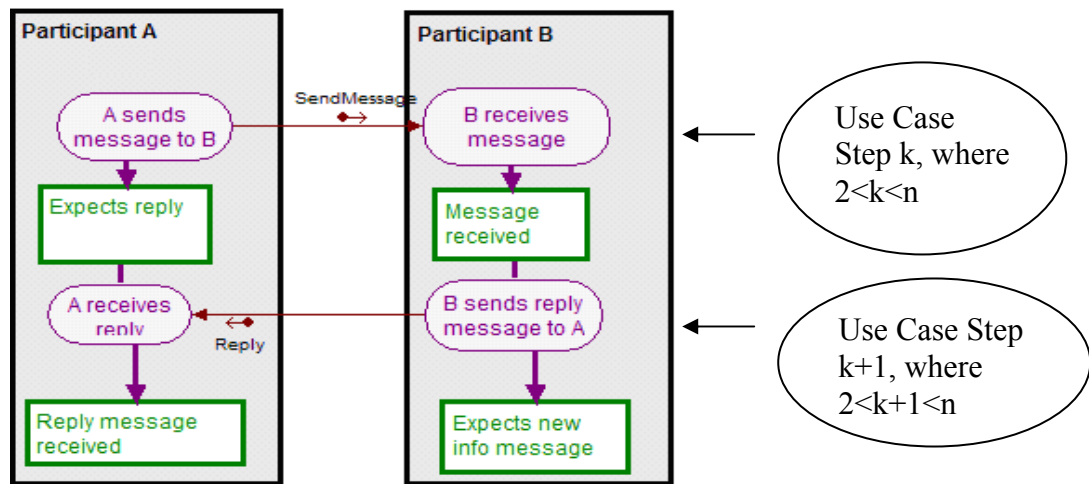 Participant A
Participant B
SendMessage
A sends
message to B
B receives
message
Use Case
Step k, where
2<k<n
Expects reply
Message
received
A receives
reply
B sends reply
message to A
Reply
Use Case Step
k+1, where
2<k+1<n
Reply message
received
Expects new
info message